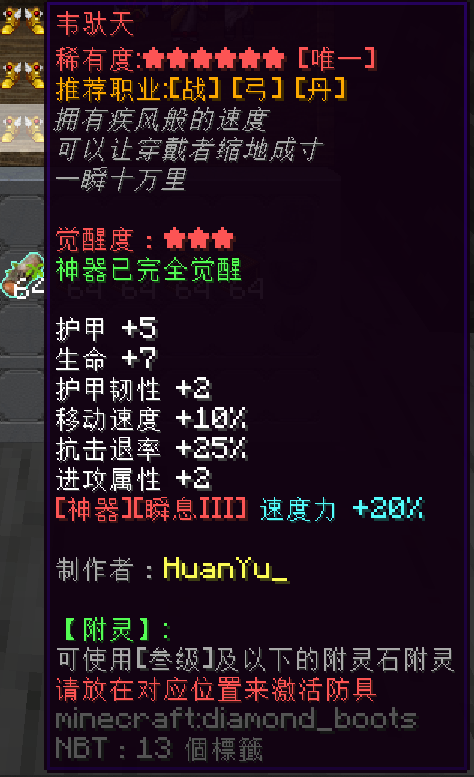 韦驮天
稀有度:★★★★★★ [唯一]
推荐职业:[战] [弓] [丹]
拥有疾风般的速度
可以让穿戴者缩地成寸
一瞬十万里
觉醒度：★★★
神器已完全觉醒
64 64 64 64 64
护甲 +5
生命 +7
护甲韧性 +2
移动速度 +10%
抗击退率 +25%
进攻属性 +2
[神器][瞬息III] 速度力 +20%
制作者：HuanYu_
【附灵】:
可使用[叁级]及以下的附灵石附灵
请放在对应位置来激活防具
minecraft:diamond_boots
NBT：13 個標籤